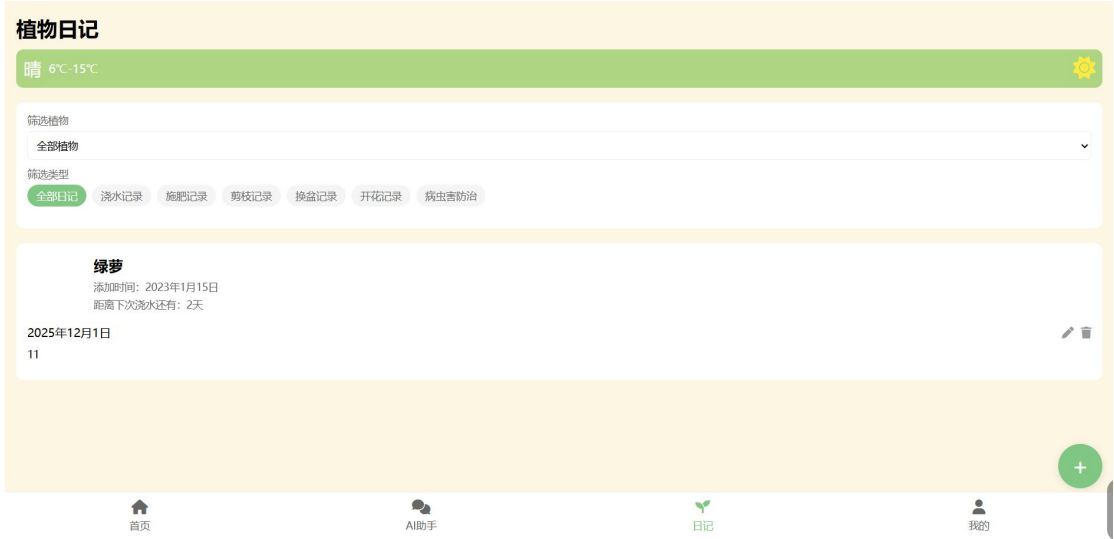 植物日记
晴 6℃-15℃
筛选植物
全部植物
筛选类型
全部日记 浇水记录 施肥记录 剪枝记录 换盆记录 开花记录 病虫害防治
绿萝
添加时间：2023年1月15日
距离下次浇水还有：2天
2025年12月1日
11
+
首页 AI助手 日记 我的